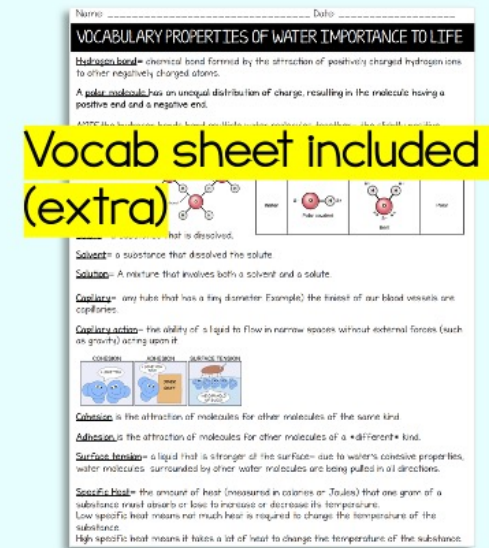 Name Date
VOCABULARY PROPERTIES OF WATER IMPORTANCE TO LIFE
Hydrogen bond= chemical bond formed by the attraction of positively charged hydrogen ions
to other negatively charged atoms.
A polar molecule has an unequal distribution of charge, resulting in the molecule having a
positive end and a negative end.
Vocab sheet included
(extra)
Water Polar covalent Bent Polar
that is dissolved.
Solvent= a substance that dissolved the solute
Solution= A mixture that involves both a solvent and a solute.
Capillary= any tube that has a tiny diameter Example) the tiniest of our blood vessels are
capillaries.
Capillary action= the ability of a liquid to flow in narrow spaces without external forces (such
as gravity) acting upon it
COHESION ADHESION SURFACE TENSION
Cohesion is the attraction of molecules for other molecules of the same kind
Adhesion is the attraction of molecules for other molecules of a *different* kind.
Surface tension= a liquid that is stronger at the surface- due to water's cohesive properties,
water molecules surrounded by other water molecules are being pulled in all directions.
Specific Heat= the amount of heat (measured in calories or Joules) that one gram of a
substance must absorb or lose to increase or decrease its temperature.
Low specific heat means not much heat is required to change the temperature of the
substance.
High specific heat means it takes a lot of heat to change the temperature of the substance